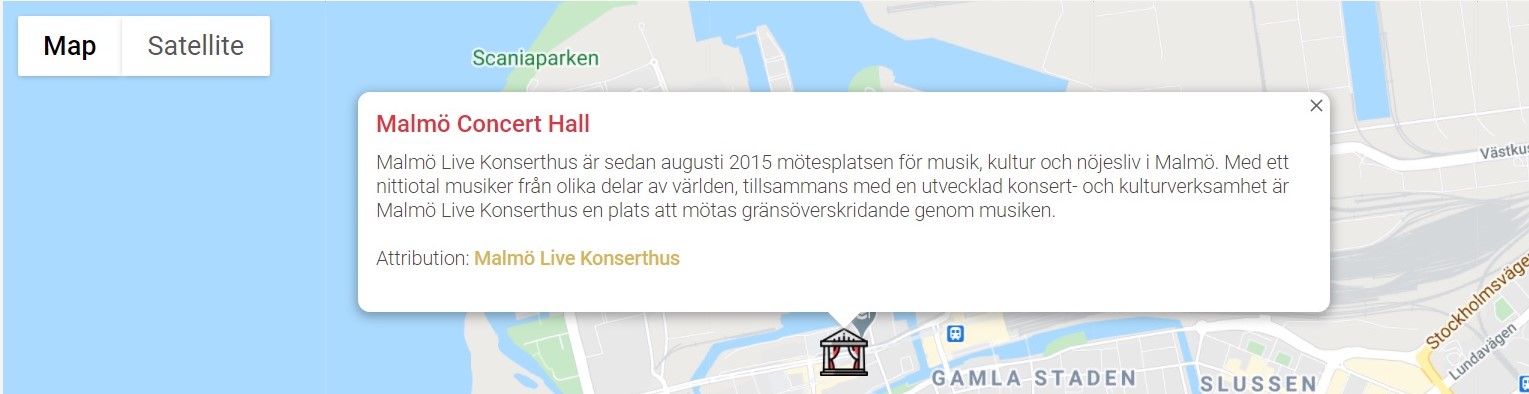 Map
Satellite
Scaniaparken
Malmö Concert Hall
Malmö Live Konserthus är sedan augusti 2015 mötesplatsen för musik, kultur och nöjesliv i Malmö. Med ett
nittiotal musiker från olika delar av världen, tillsammans med en utvecklad konsert- och kulturverksamhet är
Malmö Live Konserthus en plats att mötas gränsöverskridande genom musiken.
Attribution: Malmö Live Konserthus
Västkus
Stockholmsväge
Lundavägen
GAMLA STADEN
SLUSSEN